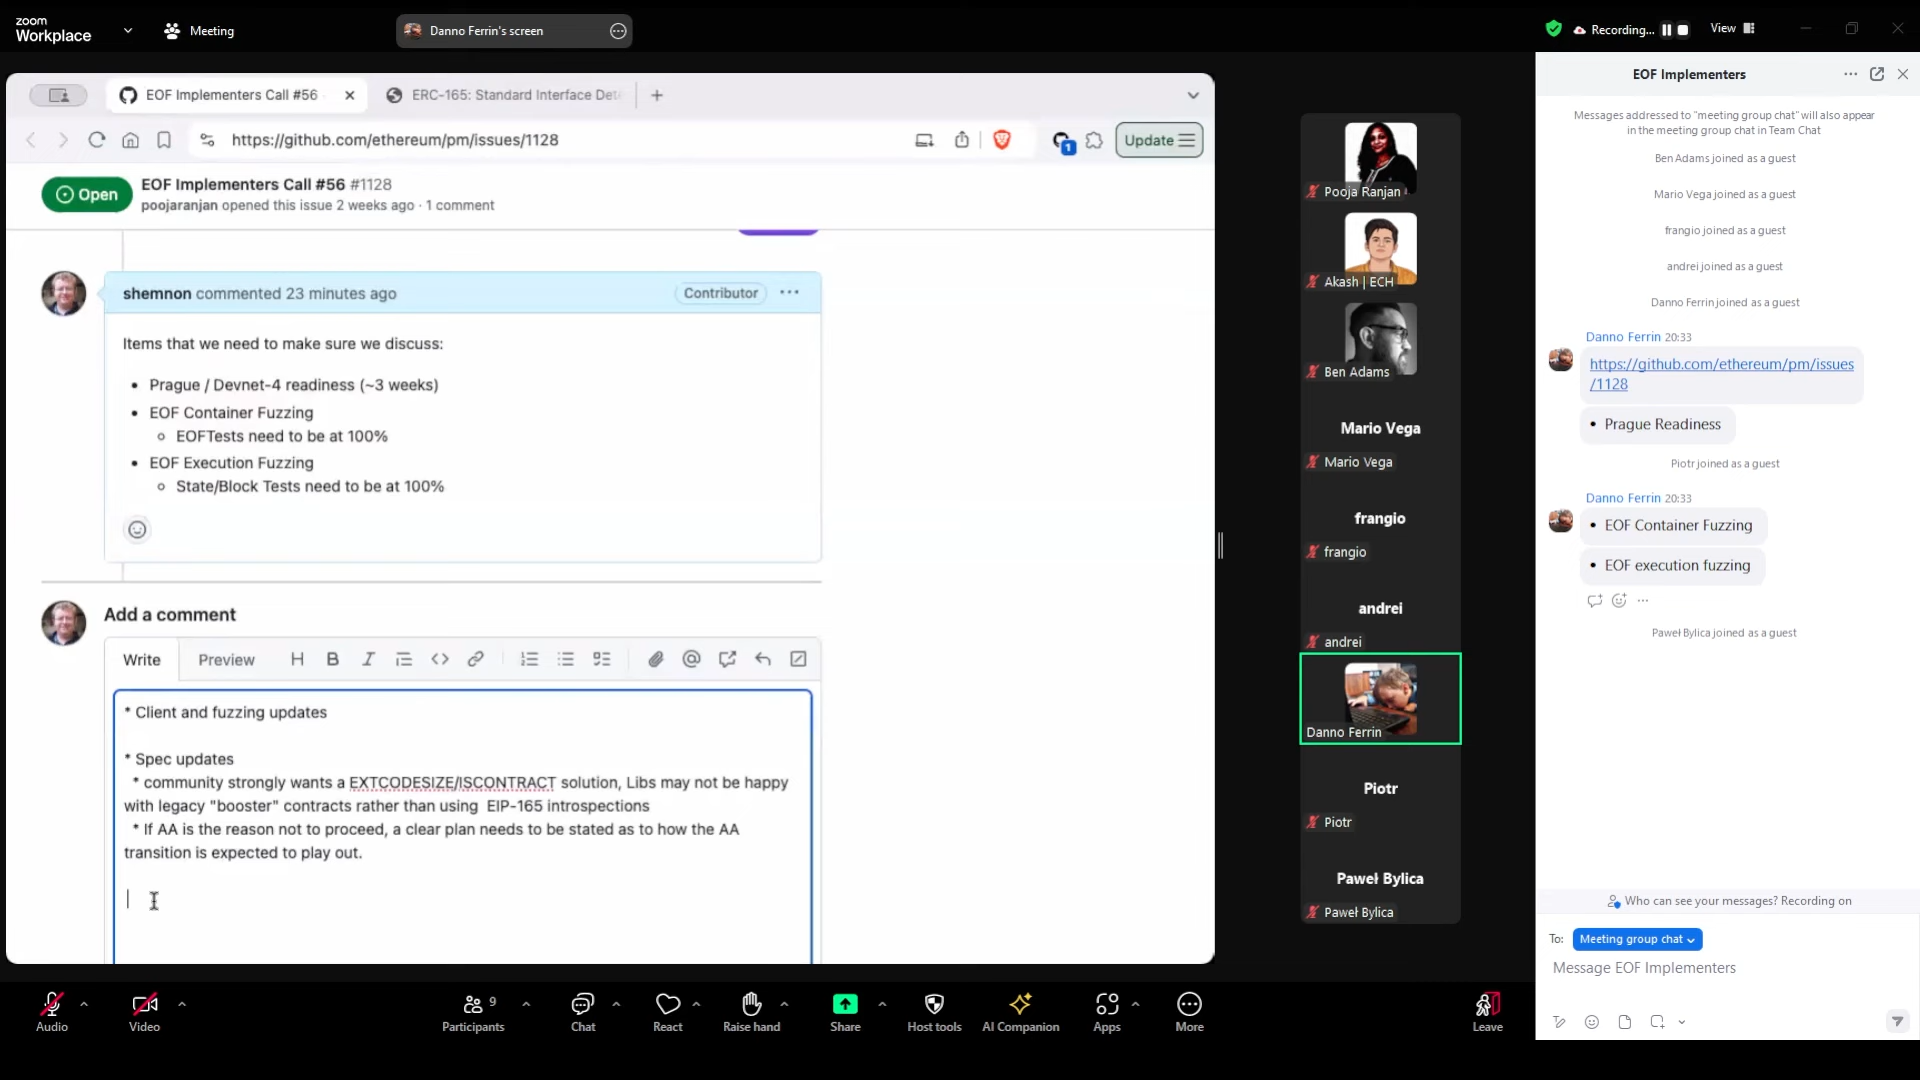 zoom
Workplace
Meeting
Danno Ferrin's screen
Recording...
View
EOF Implementers Call #56
ERC-165: Standard Interface Det
https://github.com/ethereum/pm/issues/1128
1
Update
Open
EOF Implementers Call #56 #1128
poojaranjan opened this issue 2 weeks ago · 1 comment
shemnon commented 23 minutes ago
Contributor
Items that we need to make sure we discuss:
• Prague / Devnet-4 readiness (~3 weeks)
• EOF Container Fuzzing
EOFTests need to be at 100%
• EOF Execution Fuzzing
State/Block Tests need to be at 100%
Add a comment
Write
Preview
* Client and fuzzing updates
* Spec updates
* community strongly wants a EXTCODESIZE/ISCONTRACT solution, Libs may not be happy
with legacy "booster" contracts rather than using EIP-165 introspections
* If AA is the reason not to proceed, a clear plan needs to be stated as to how the AA
transition is expected to play out.
Pooja Ranjan
Akash | ECH
Ben Adams
Mario Vega
Mario Vega
frangio
frangio
andrei
andrei
Danno Ferrin
Piotr
Piotr
Paweł Bylica
Paweł Bylica
EOF Implementers
Messages addressed to "meeting group chat" will also appear
in the meeting group chat in Team Chat
Ben Adams joined as a guest
Mario Vega joined as a guest
frangio joined as a guest
andrei joined as a guest
Danno Ferrin joined as a guest
Danno Ferrin 20:33
https://github.com/ethereum/pm/issues
/1128
• Prague Readiness
Piotr joined as a guest
Danno Ferrin 20:33
• EOF Container Fuzzing
• EOF execution fuzzing
Paweł Bylica joined as a guest
Who can see your messages? Recording on
To:
Meeting group chat
Message EOF Implementers
Audio
Video
9
Participants
Chat
React
Raise hand
Share
Host tools
AI Companion
Apps
More
Leave